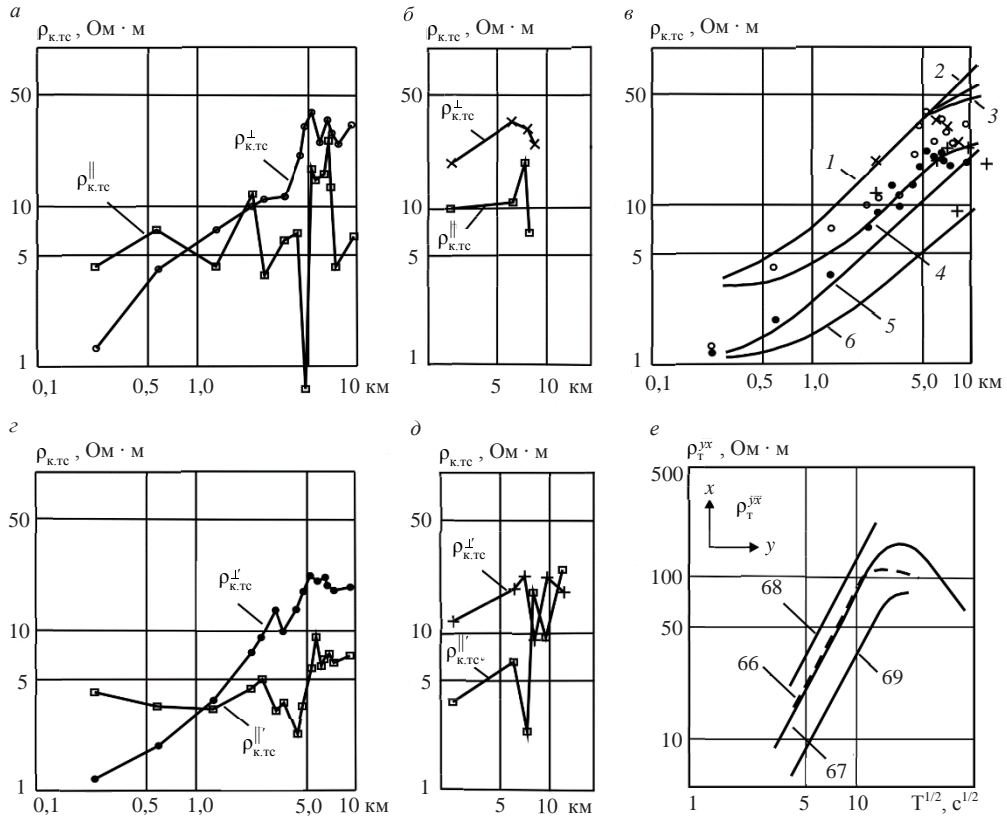 а
ρк.тс , Ом · м
50
10
5
1
0,1
0,5
1,0
5,0
10 км
ρ⊥к.тс
ρ||к.тс
б
ρк.тс , Ом · м
50
10
5
1
5
10
км
ρ⊥к.тс
ρ||к.тс
в
ρк.тс , Ом · м
50
10
5
1
0,1
0,5
1,0
5,0
10 км
1
2
3
4
5
6
г
ρк.тс , Ом · м
50
10
5
1
0,1
0,5
1,0
5,0
10 км
ρ⊥′к.тс
ρ||′к.тс
д
ρк.тс , Ом · м
50
10
5
1
5
10
км
ρ⊥′к.тс
ρ||′к.тс
е
ρтyx , Ом · м
500
100
50
10
5
10
T1/2, c1/2
x
y
ρтyx
68
66
67
69